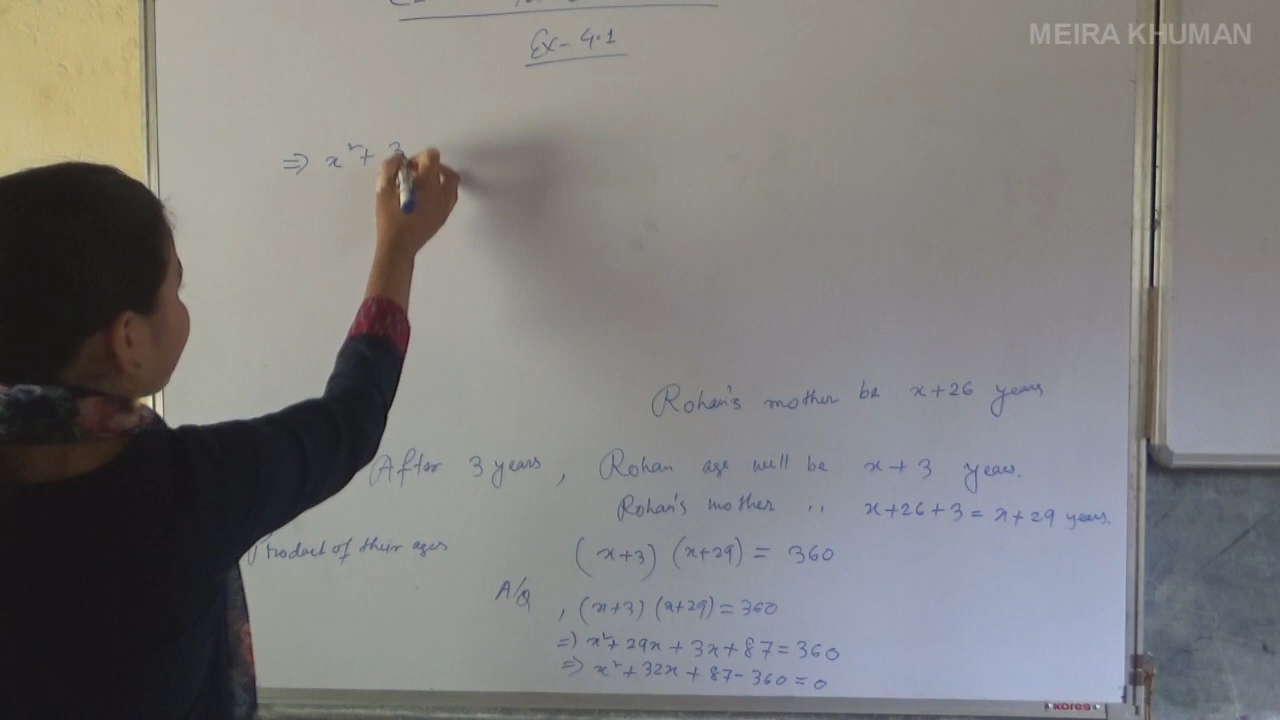 MEIRA KHUMAN
Ex-4.1
⇒ x² + 3
Rohan's mother be x+26 years
After 3 years, Rohan age will be x+3 years.
Rohan's mother ,, x+26+3 = x+29 years.
Product of their ages (x+3) (x+29) = 360
A/Q, (x+3) (x+29) = 360
⇒ x² + 29x + 3x + 87 = 360
⇒ x² + 32x + 87 - 360 = 0
KORES